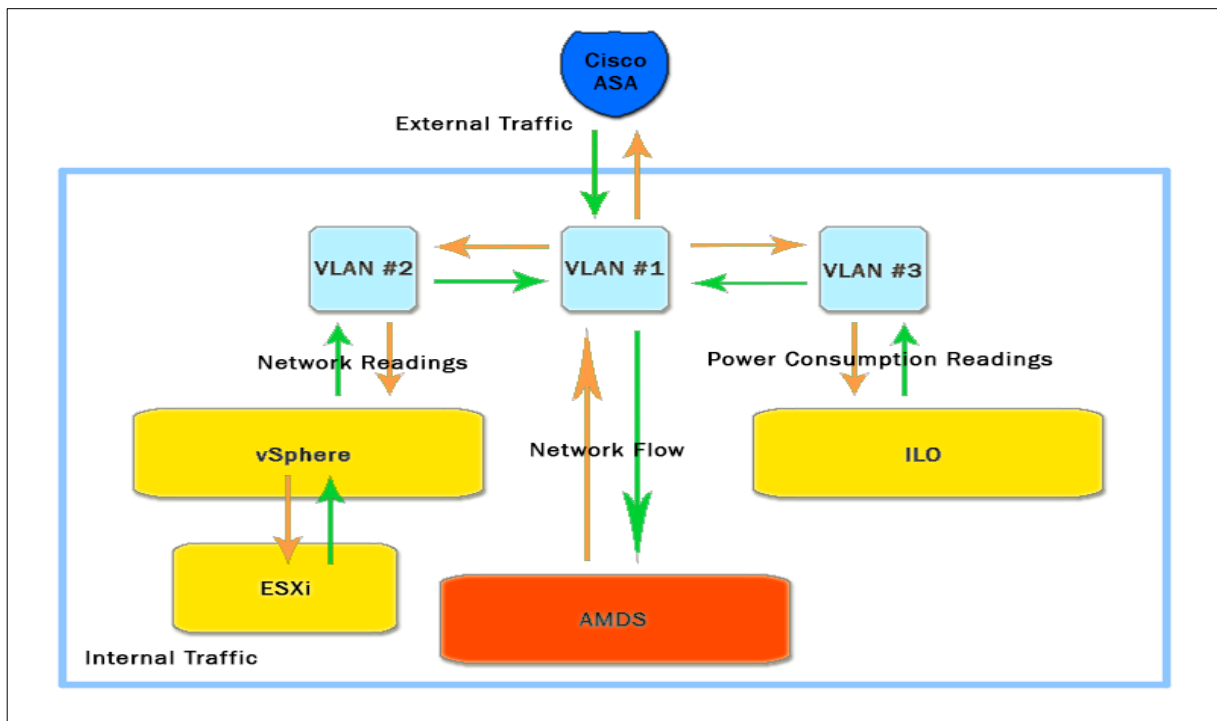 Cisco
ASA
External Traffic
VLAN #2
VLAN #1
VLAN #3
Network Readings
Power Consumption Readings
vSphere
Network Flow
ILO
ESXi
AMDS
Internal Traffic